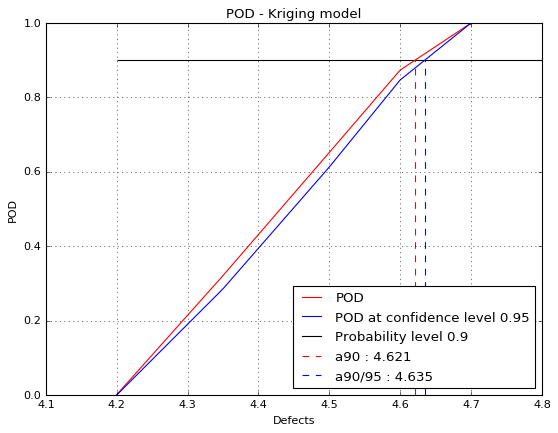 POD - Kriging model
1.0
0.8
0.6
0.4
0.2
0.0
POD
POD
POD at confidence level 0.95
Probability level 0.9
a90 : 4.621
a90/95 : 4.635
4.1 4.2 4.3 4.4 4.5 4.6 4.7 4.8
Defects